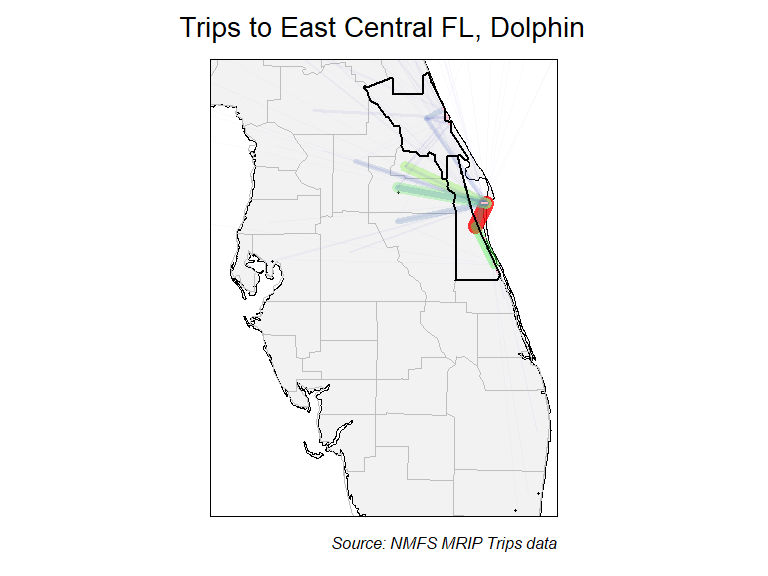 Trips to East Central FL, Dolphin
Source: NMFS MRIP Trips data